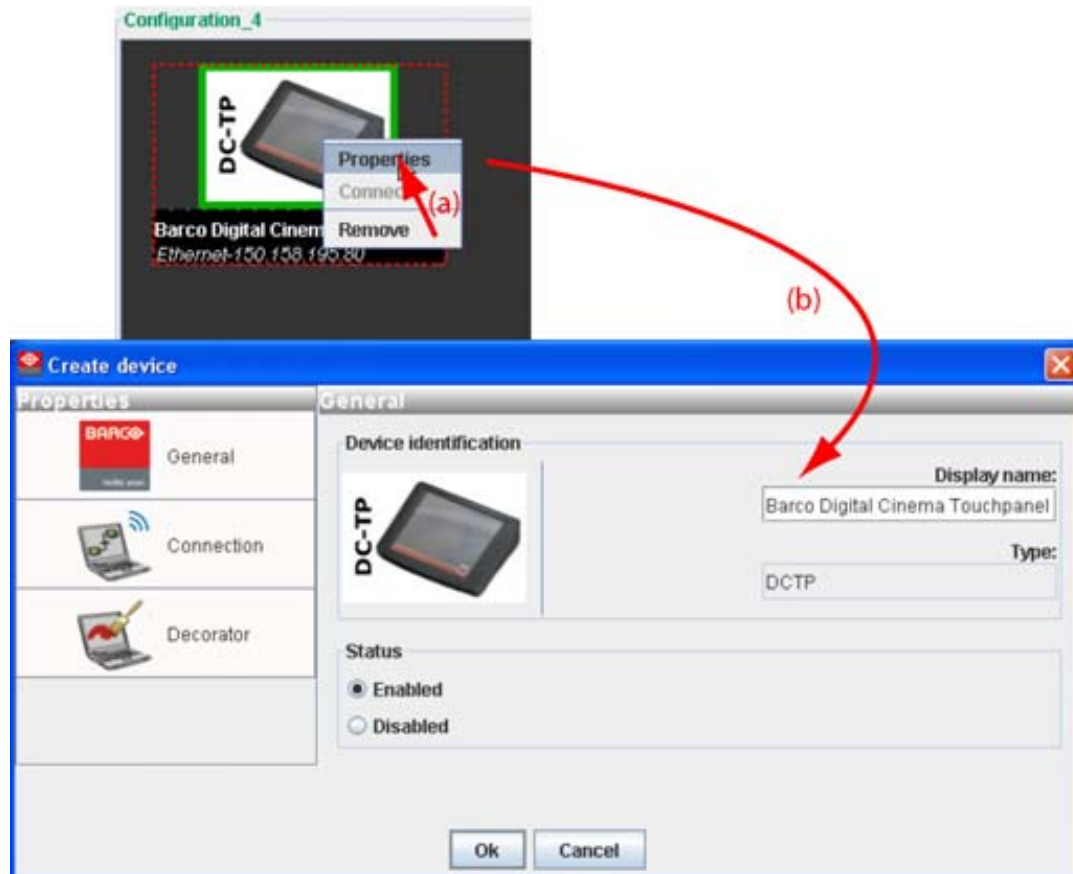 Configuration_4
DC-TP
Properties
Connec
(a)
Remove
Barco Digital Cinem
Ethernet-150.158.195.80
(b)
Create device
Properties
General
BARCO
General
Connection
Decorator
Device identification
DC-TP
Display name:
Barco Digital Cinema Touchpanel
Type:
DCTP
Status
Enabled
Disabled
Ok
Cancel